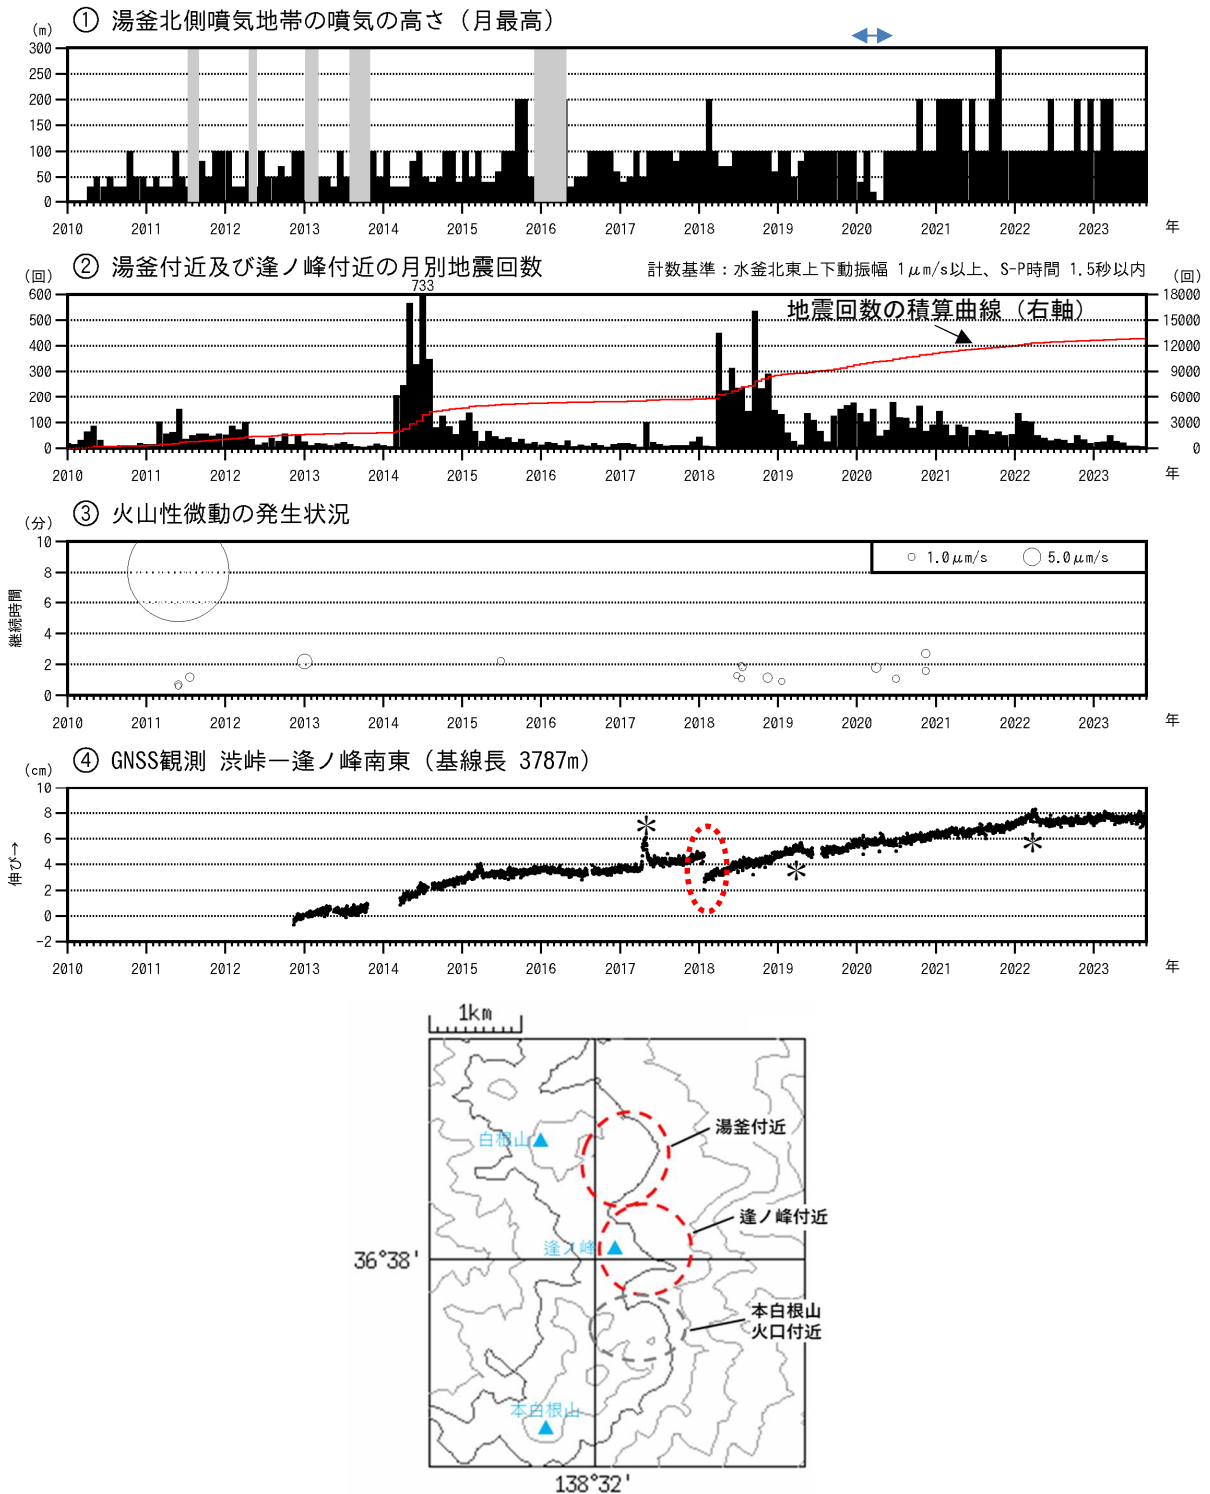 ① 湯釜北側噴気地帯の噴気の高さ（月最高）
(m)
300
250
200
150
100
50
0
2010 2011 2012 2013 2014 2015 2016 2017 2018 2019 2020 2021 2022 2023 年
② 湯釜付近及び逢ノ峰付近の月別地震回数
計数基準：水釜北東上下動振幅 1μm/s以上、S-P時間 1.5秒以内
(回) (回)
733
地震回数の積算曲線（右軸）
600 18000
500 15000
400 12000
300 9000
200 6000
100 3000
0 0
2010 2011 2012 2013 2014 2015 2016 2017 2018 2019 2020 2021 2022 2023 年
③ 火山性微動の発生状況
(分)
継続時間
1.0μm/s 5.0μm/s
10
8
6
4
2
0
2010 2011 2012 2013 2014 2015 2016 2017 2018 2019 2020 2021 2022 2023 年
④ GNSS観測 渋峠－逢ノ峰南東（基線長 3787m）
(cm)
伸び→
10
8
6
4
2
0
-2
＊
＊
＊
2010 2011 2012 2013 2014 2015 2016 2017 2018 2019 2020 2021 2022 2023 年
1km
湯釜付近
白根山
逢ノ峰付近
逢ノ峰
36°38'
本白根山
火口付近
本白根山
138°32'